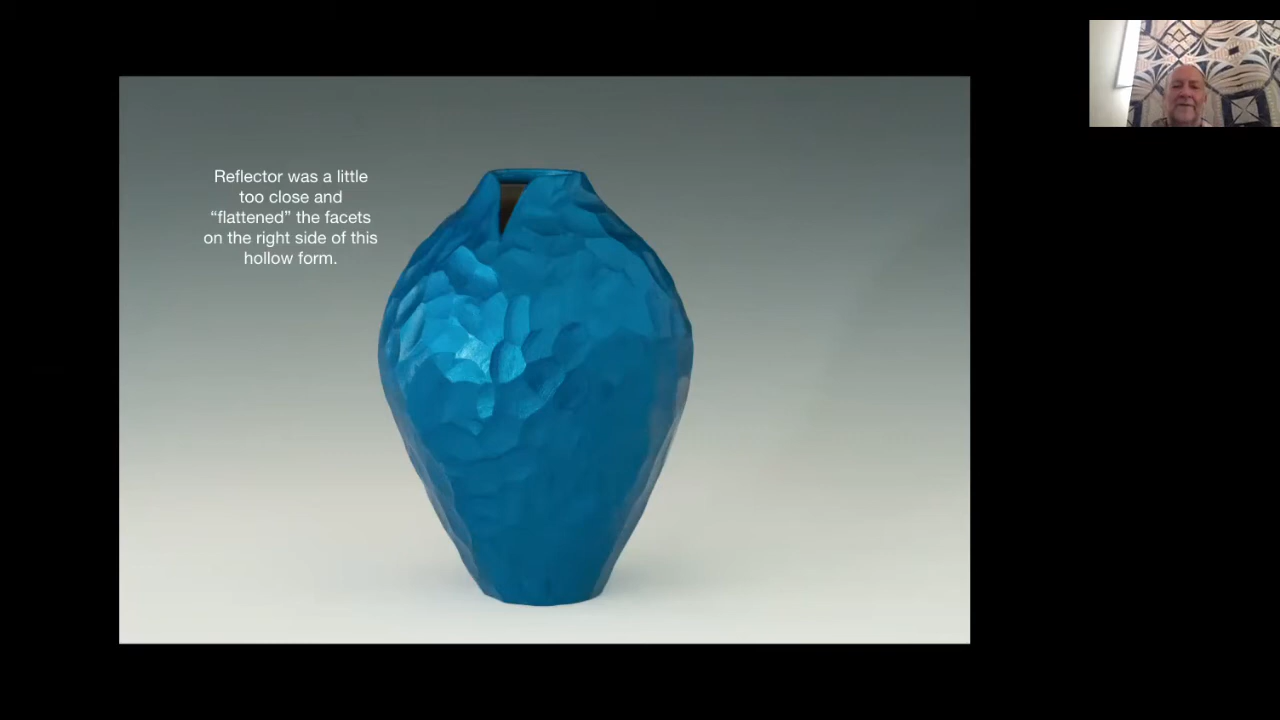 Reflector was a little
too close and
“flattened” the facets
on the right side of this
hollow form.